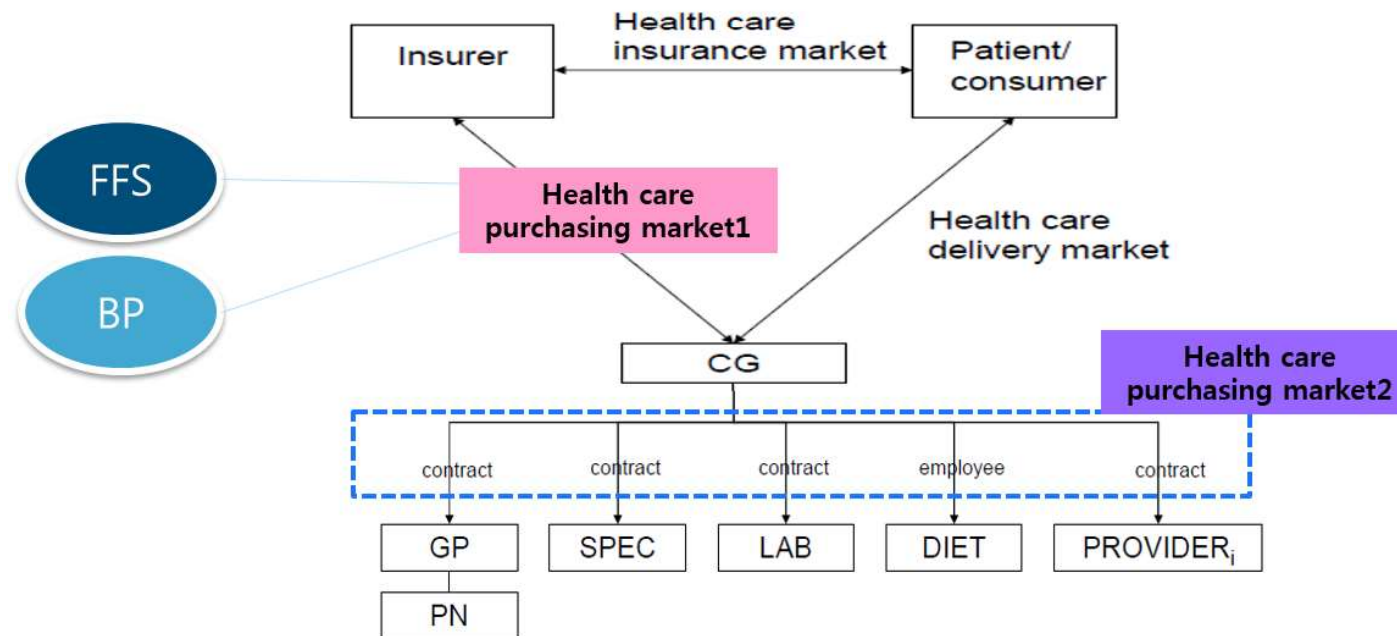 Health care
insurance market
Insurer
Patient/
consumer
FFS
BP
Health care
purchasing market1
Health care
delivery market
CG
Health care
purchasing market2
contract
contract
contract
employee
contract
GP
SPEC
LAB
DIET
PROVIDERi
PN